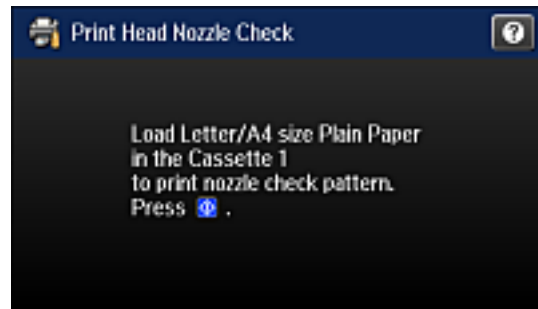 Print Head Nozzle Check
?
Load Letter/A4 size Plain Paper
in the Cassette 1
to print nozzle check pattern.
Press .